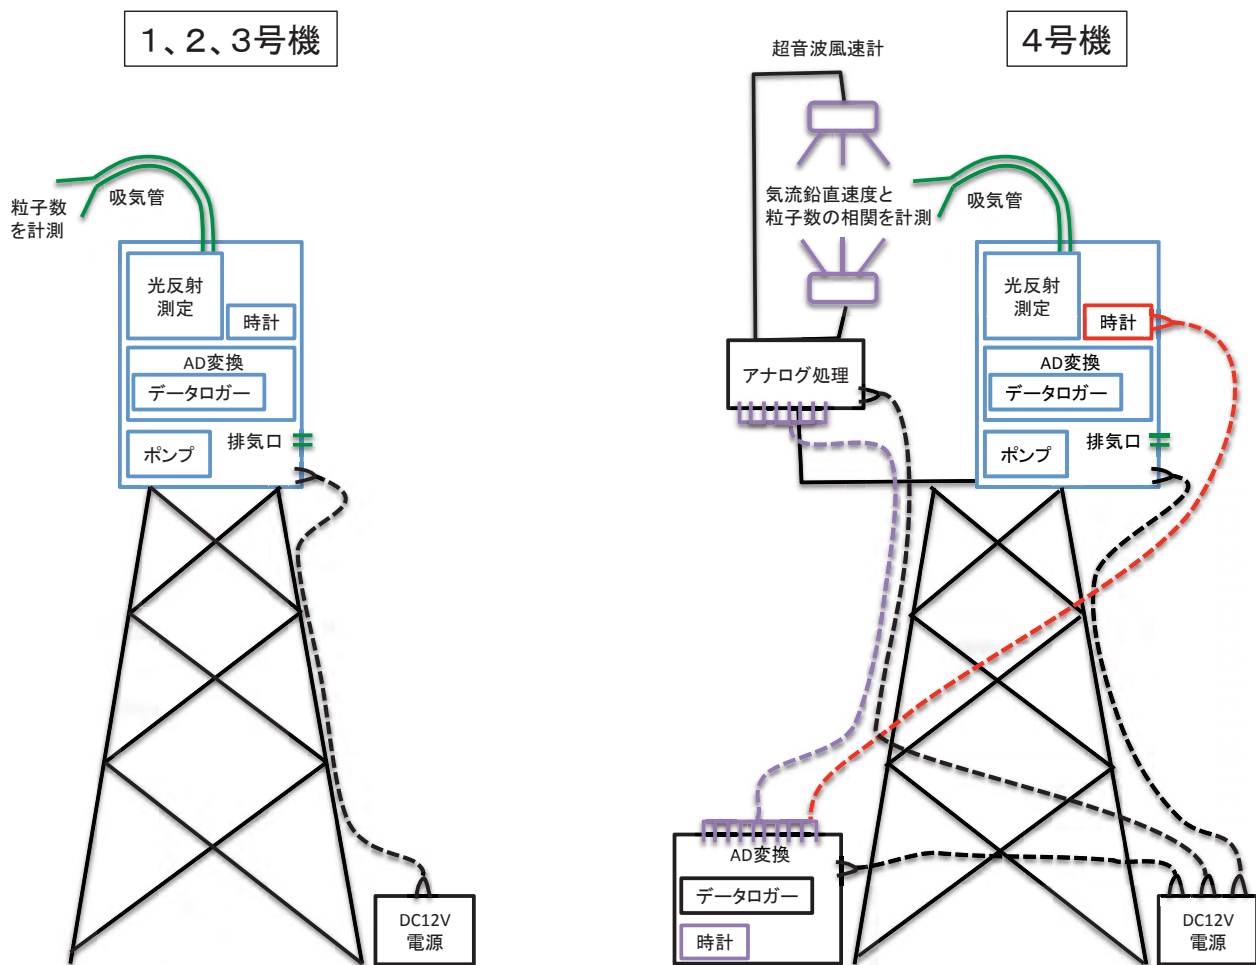 1、2、3号機
粒子数
を計測
吸気管
光反射
測定
時計
AD変換
データロガー
ポンプ
排気口
DC12V
電源
4号機
超音波風速計
気流鉛直速度と
粒子数の相関を計測
吸気管
アナログ処理
光反射
測定
時計
AD変換
データロガー
ポンプ
排気口
AD変換
データロガー
時計
DC12V
電源